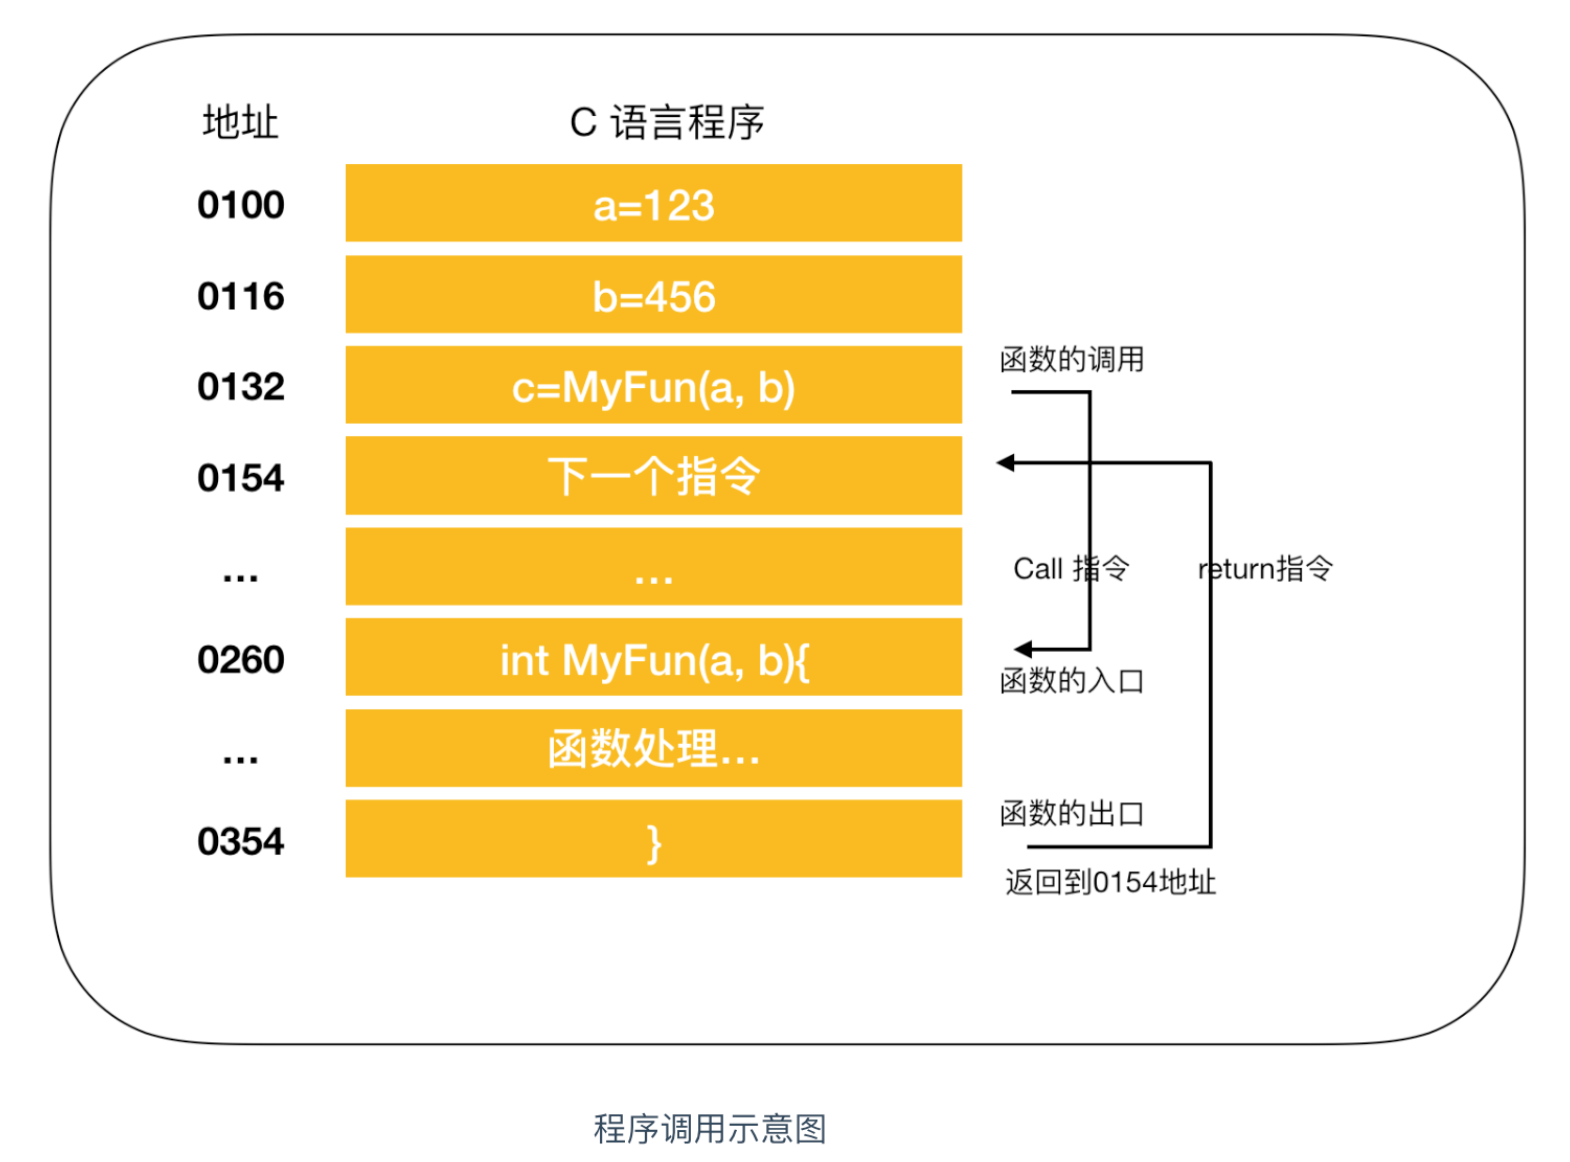 地址 C 语言程序
0100 a=123
0116 b=456
函数的调用
0132 c=MyFun(a, b)
0154 下一个指令
... ... Call 指令 return指令
0260 int MyFun(a, b){
函数的入口
... 函数处理...
函数的出口
0354 }
返回到0154地址
程序调用示意图